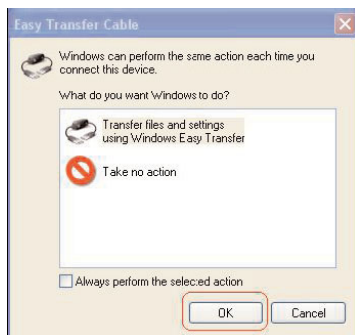 Easy Transfer Cable
Windows can perform the same action each time you
connect this device.
What do you want Windows to do?
Transfer files and settings
using Windows Easy Transfer
Take no action
Always perform the selected action
OK
Cancel